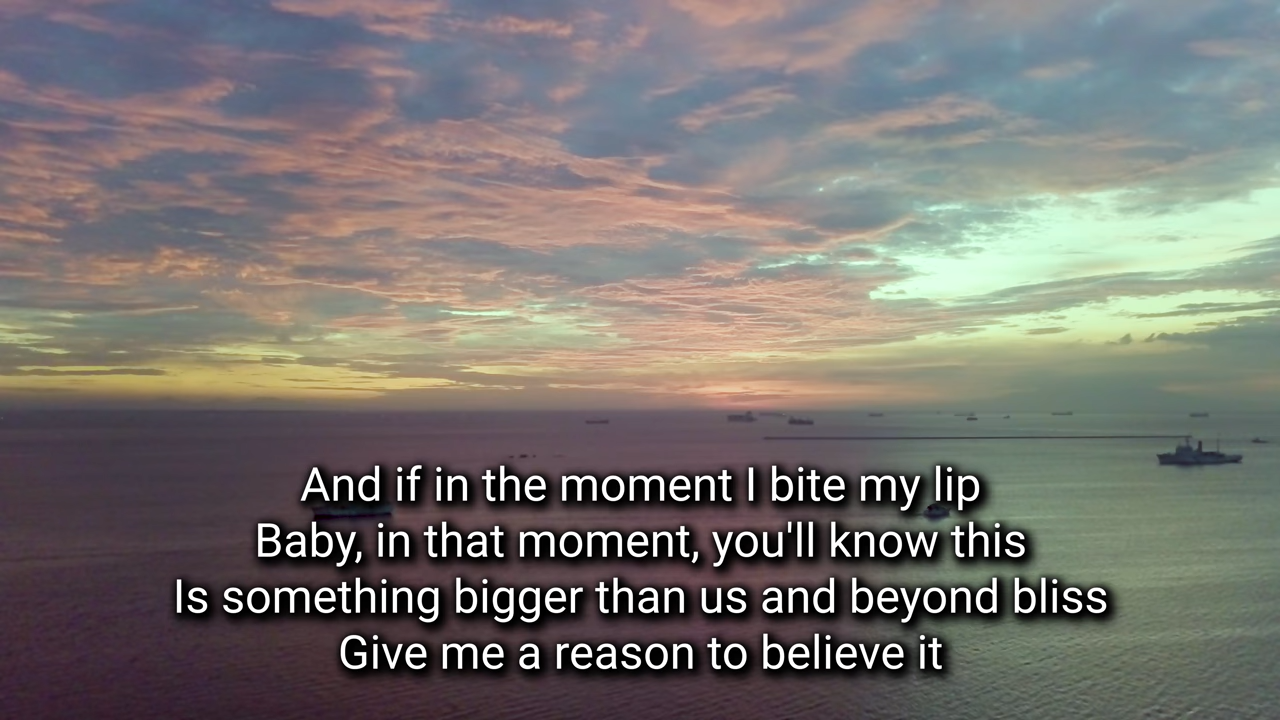 And if in the moment I bite my lip
Baby, in that moment, you'll know this
Is something bigger than us and beyond bliss
Give me a reason to believe it